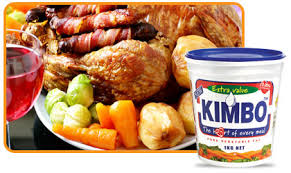 Extra value
KIMBO
The Heart of every meal
PURE VEGETABLE FAT
1KG NET